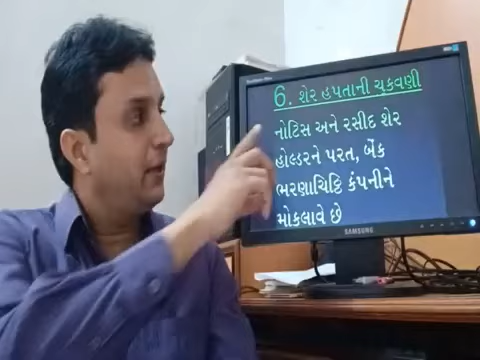 6. શેર હપતાની ચૂકવણી
નોટિસ અને રસીદ શેર
હોલ્ડરને પરત, બેંક
ભરણાચિઠ્ઠિ કંપનીને
મોકલાવે છે
SAMSUNG